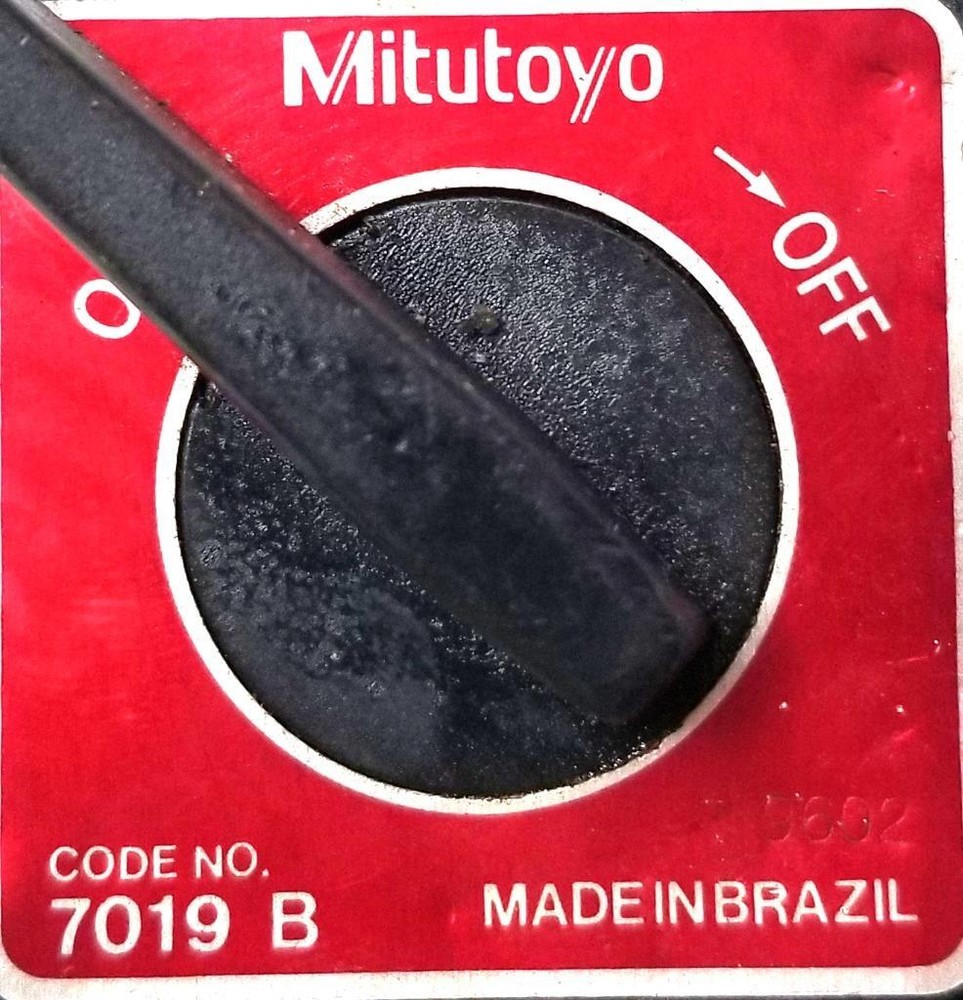 Mitutoyo
OFF
O
CODE NO.
7019 B
MADE IN BRAZIL